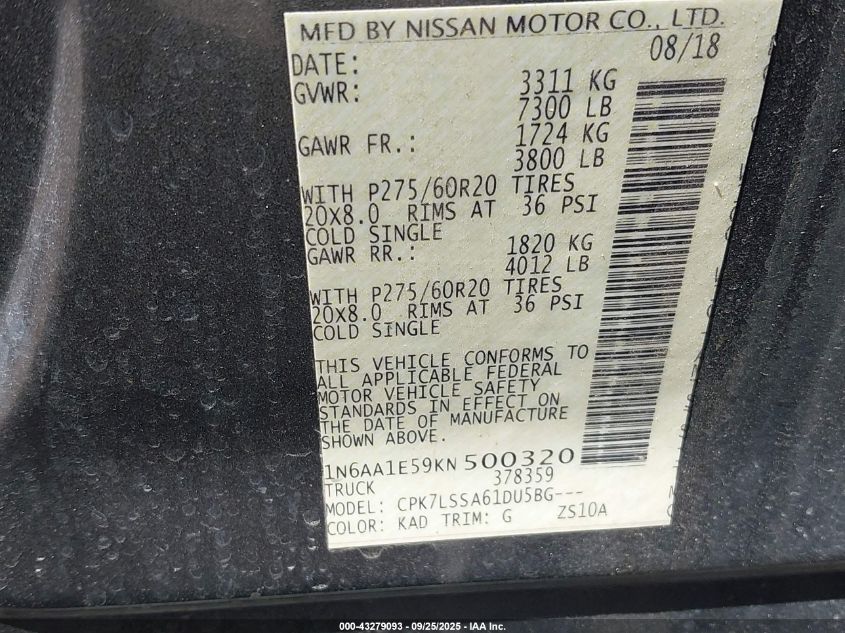 MFD BY NISSAN MOTOR CO., LTD.
DATE: 08/18
GVWR: 3311 KG
7300 LB
GAWR FR.: 1724 KG
3800 LB
WITH P275/60R20 TIRES
20X8.0 RIMS AT 36 PSI
COLD SINGLE
GAWR RR.: 1820 KG
4012 LB
WITH P275/60R20 TIRES
20X8.0 RIMS AT 36 PSI
COLD SINGLE
THIS VEHICLE CONFORMS TO
ALL APPLICABLE FEDERAL
MOTOR VEHICLE SAFETY
STANDARDS IN EFFECT ON
THE DATE OF MANUFACTURE
SHOWN ABOVE.
1N6AA1E59KN500320
TRUCK 378359
MODEL: CPK7LSSA61DU5BG---
COLOR: KAD TRIM: G ZS10A
000-43279093 - 09/25/2025 - IAA Inc.